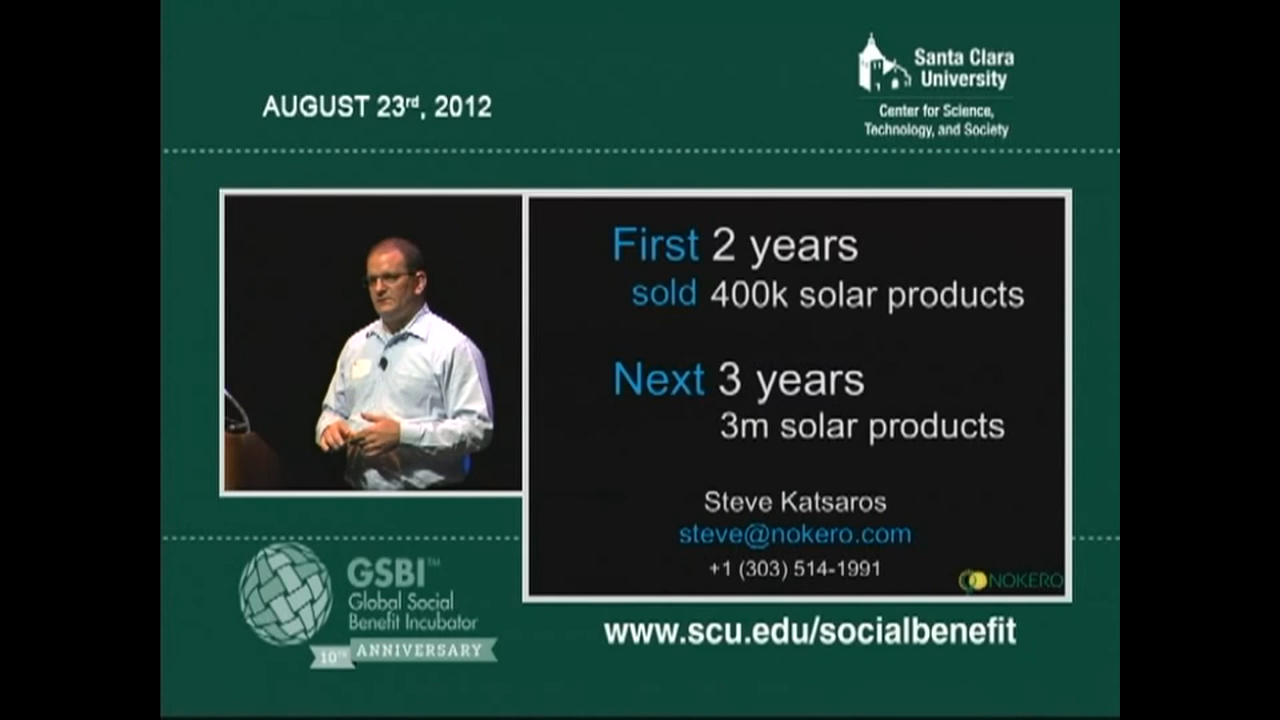 AUGUST 23rd, 2012
Santa Clara
University
Center for Science,
Technology, and Society
First 2 years
sold 400k solar products
Next 3 years
3m solar products
Steve Katsaros
steve@nokero.com
+1 (303) 514-1991
NOKERO
GSBI™
Global Social
Benefit Incubator
10TH ANNIVERSARY
www.scu.edu/socialbenefit